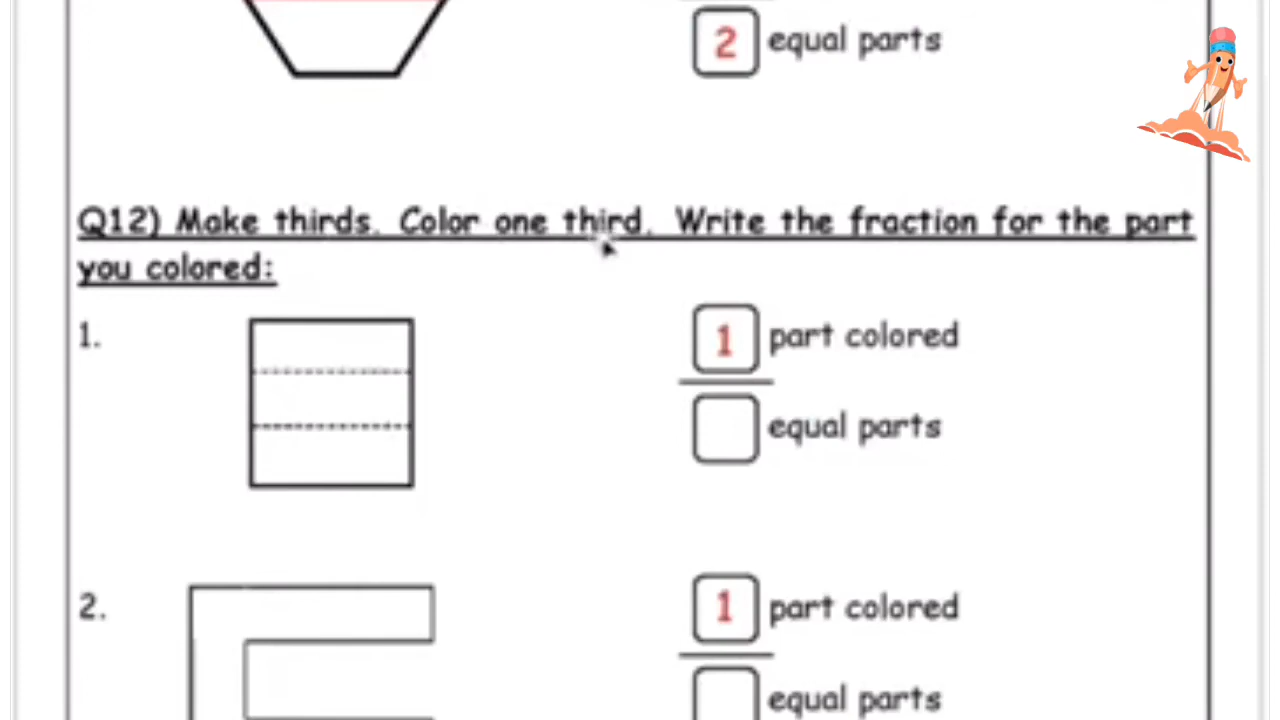 2 equal parts
Q12) Make thirds. Color one third. Write the fraction for the part
you colored:
1.
1 part colored
equal parts
2.
1 part colored
equal parts